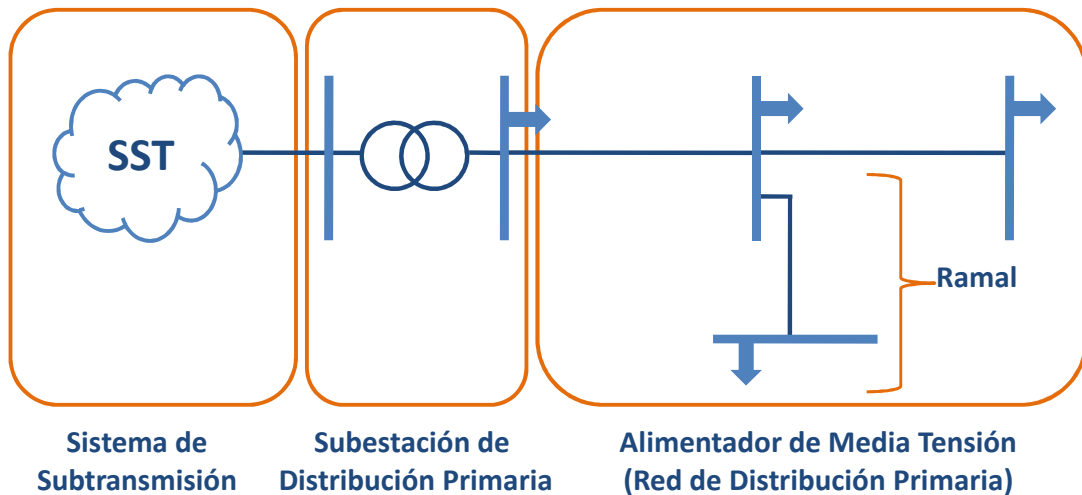 SST
Ramal
Sistema de
Subtransmisión
Subestación de
Distribución Primaria
Alimentador de Media Tensión
(Red de Distribución Primaria)